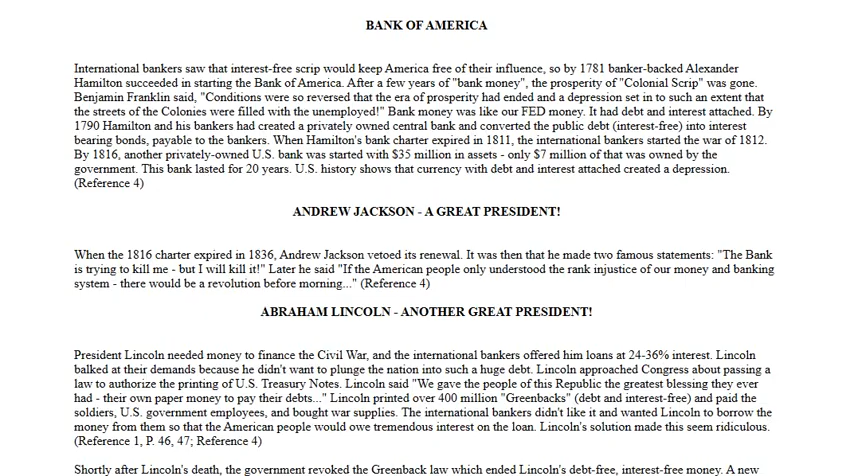 BANK OF AMERICA
International bankers saw that interest-free scrip would keep America free of their influence, so by 1781 banker-backed Alexander
Hamilton succeeded in starting the Bank of America. After a few years of "bank money", the prosperity of "Colonial Scrip" was gone.
Benjamin Franklin said, "Conditions were so reversed that the era of prosperity had ended and a depression set in to such an extent that
the streets of the Colonies were filled with the unemployed!" Bank money was like our FED money. It had debt and interest attached. By
1790 Hamilton and his bankers had created a privately owned central bank and converted the public debt (interest-free) into interest
bearing bonds, payable to the bankers. When Hamilton's bank charter expired in 1811, the international bankers started the war of 1812.
By 1816, another privately-owned U.S. bank was started with $35 million in assets - only $7 million of that was owned by the
government. This bank lasted for 20 years. U.S. history shows that currency with debt and interest attached created a depression.
(Reference 4)
ANDREW JACKSON - A GREAT PRESIDENT!
When the 1816 charter expired in 1836, Andrew Jackson vetoed its renewal. It was then that he made two famous statements: "The Bank
is trying to kill me - but I will kill it!" Later he said "If the American people only understood the rank injustice of our money and banking
system - there would be a revolution before morning..." (Reference 4)
ABRAHAM LINCOLN - ANOTHER GREAT PRESIDENT!
President Lincoln needed money to finance the Civil War, and the international bankers offered him loans at 24-36% interest. Lincoln
balked at their demands because he didn't want to plunge the nation into such a huge debt. Lincoln approached Congress about passing a
law to authorize the printing of U.S. Treasury Notes. Lincoln said "We gave the people of this Republic the greatest blessing they ever
had - their own paper money to pay their debts..." Lincoln printed over 400 million "Greenbacks" (debt and interest-free) and paid the
soldiers, U.S. government employees, and bought war supplies. The international bankers didn't like it and wanted Lincoln to borrow the
money from them so that the American people would owe tremendous interest on the loan. Lincoln's solution made this seem ridiculous.
(Reference 1, P. 46, 47; Reference 4)
Shortly after Lincoln's death, the government revoked the Greenback law which ended Lincoln's debt-free, interest-free money. A new